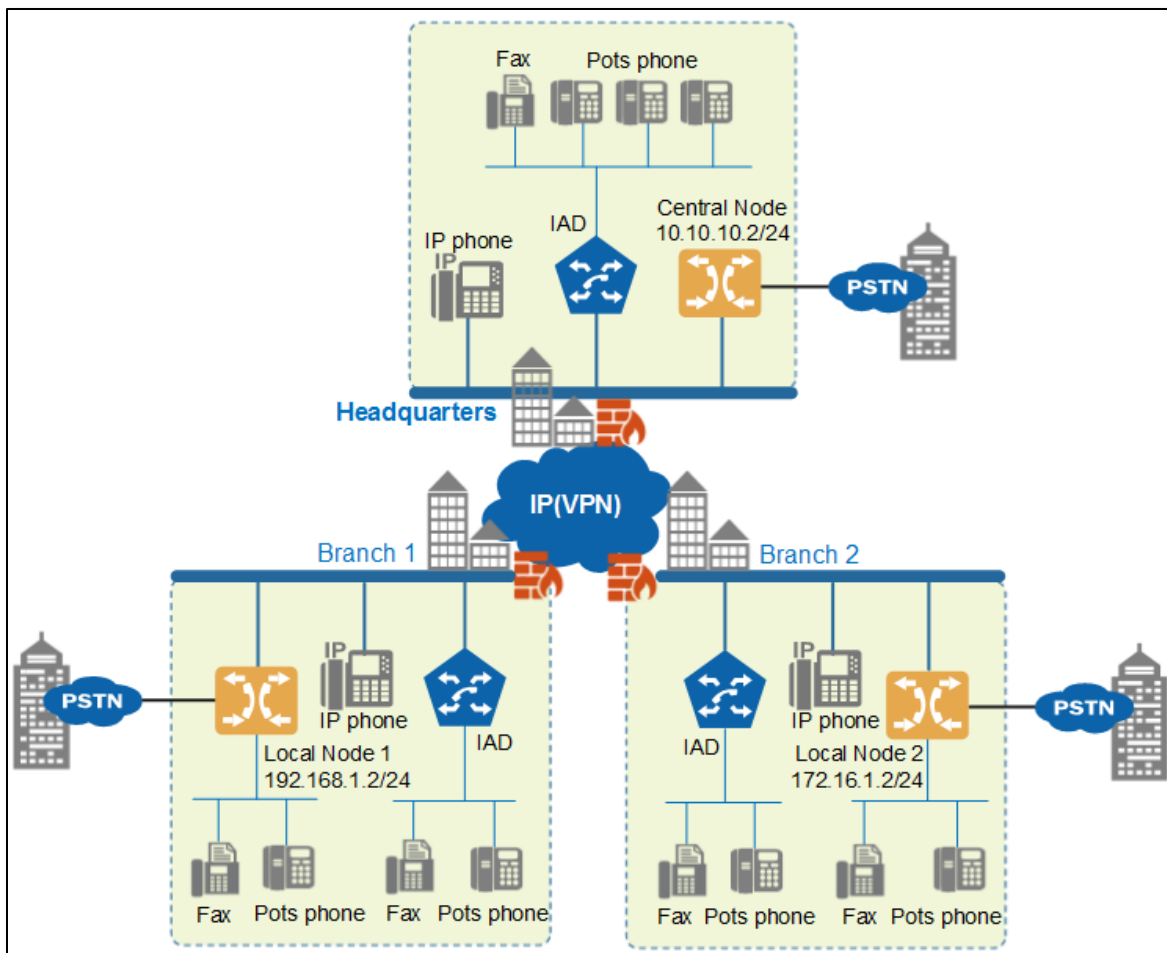 Fax
Pots phone
Central Node
10.10.10.2/24
IAD
IP phone
IP
PSTN
Headquarters
IP(VPN)
Branch 1
Branch 2
IP
IP
PSTN
PSTN
IP phone
IAD
IP phone
IAD
Local Node 1
192.168.1.2/24
Local Node 2
172.16.1.2/24
Fax
Pots phone
Fax
Pots phone
Fax
Pots phone
Fax
Pots phone